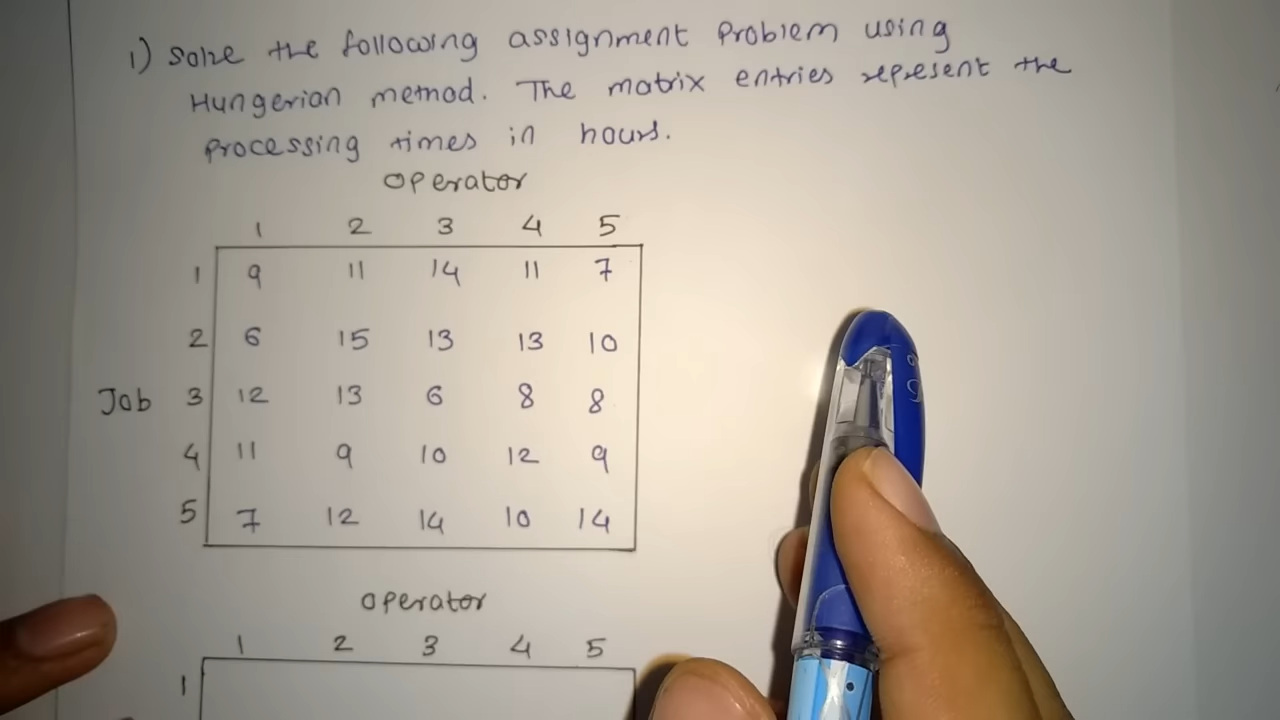 1) Solve the following assignment problem using
Hungerian method. The matrix entries represent the
processing times in hours.
operator
1 2 3 4 5
1 9 11 14 11 7
2 6 15 13 13 10
Job 3 12 13 6 8 8
4 11 9 10 12 9
5 7 12 14 10 14
operator
1 2 3 4 5
1